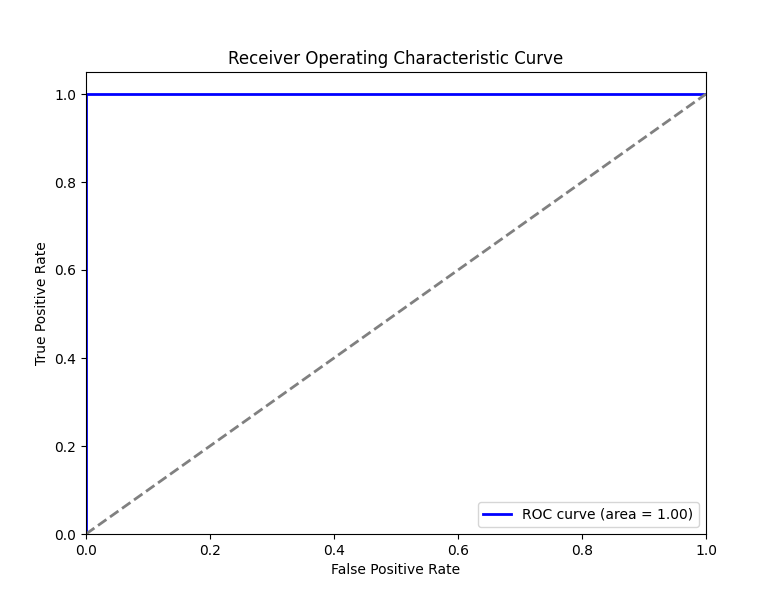 Receiver Operating Characteristic Curve
1.0
0.8
0.6
0.4
0.2
0.0
True Positive Rate
ROC curve (area = 1.00)
0.0 0.2 0.4 0.6 0.8 1.0
False Positive Rate